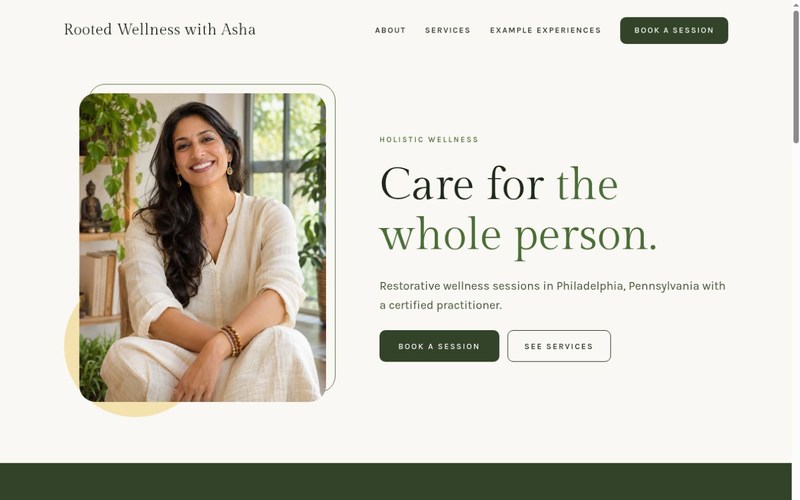 Rooted Wellness with Asha
ABOUT
SERVICES
EXAMPLE EXPERIENCES
BOOK A SESSION
HOLISTIC WELLNESS
Care for the
whole person.
Restorative wellness sessions in Philadelphia, Pennsylvania with
a certified practitioner.
BOOK A SESSION
SEE SERVICES